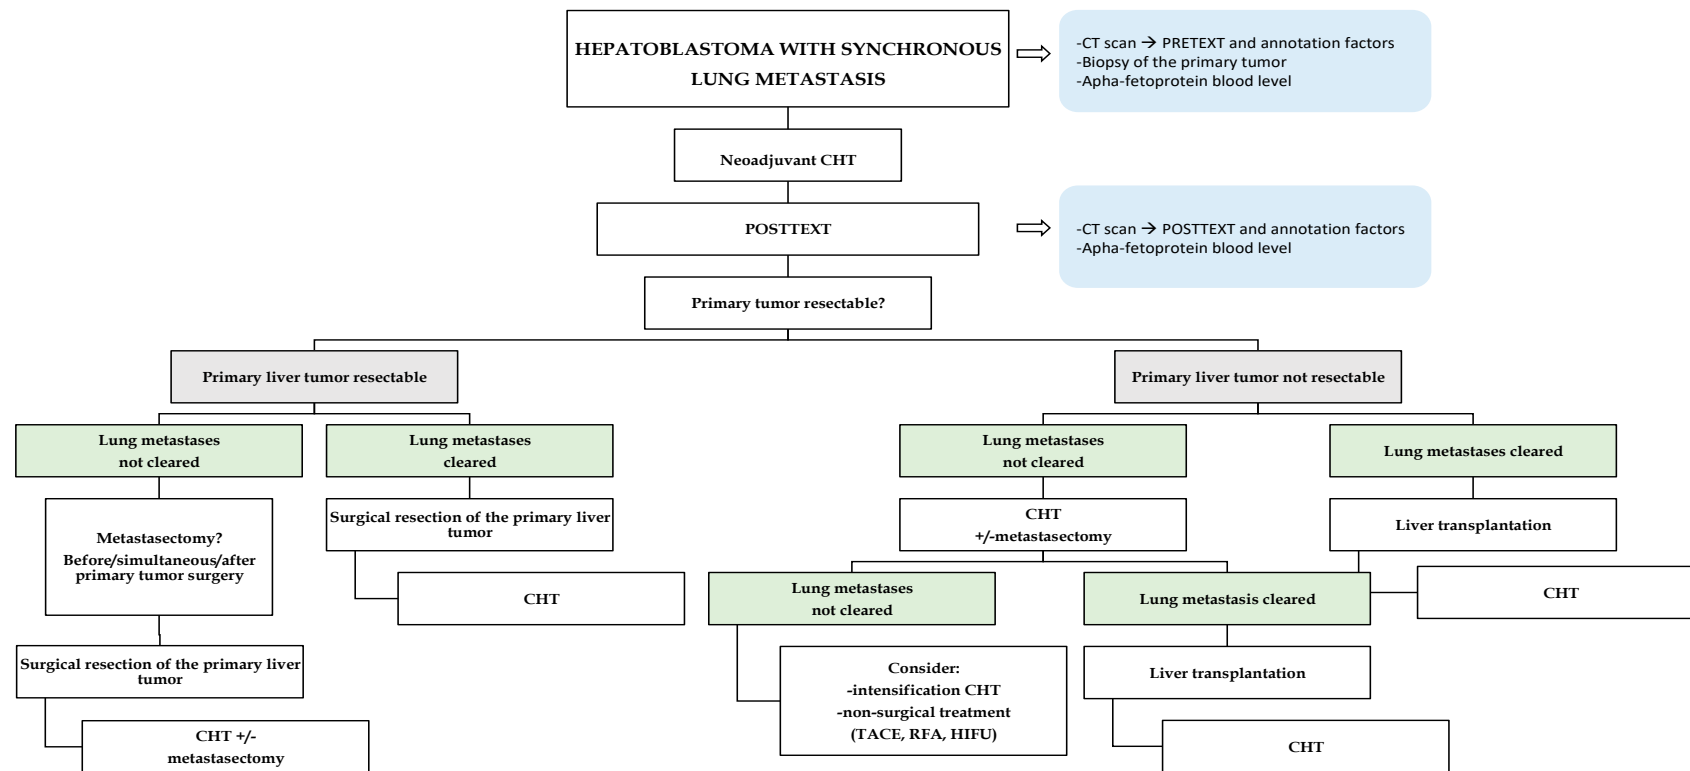 HEPATOBLASTOMA WITH SYNCHRONOUS
LUNG METASTASIS
-CT scan → PRETEXT and annotation factors
-Biopsy of the primary tumor
-Apha-fetoprotein blood level
Neoadjuvant CHT
POSTTEXT
-CT scan → POSTTEXT and annotation factors
-Apha-fetoprotein blood level
Primary tumor resectable?
Primary liver tumor resectable
Primary liver tumor not resectable
Lung metastases
not cleared
Lung metastases
cleared
Lung metastases
not cleared
Lung metastases cleared
Metastasectomy?
Before/simultaneous/after
primary tumor surgery
Surgical resection of the primary liver
tumor
CHT
+/-metastasectomy
Liver transplantation
CHT
Lung metastases
not cleared
Lung metastasis cleared
CHT
Surgical resection of the primary liver
tumor
Consider:
-intensification CHT
-non-surgical treatment
(TACE, RFA, HIFU)
Liver transplantation
CHT +/-
metastasectomy
CHT